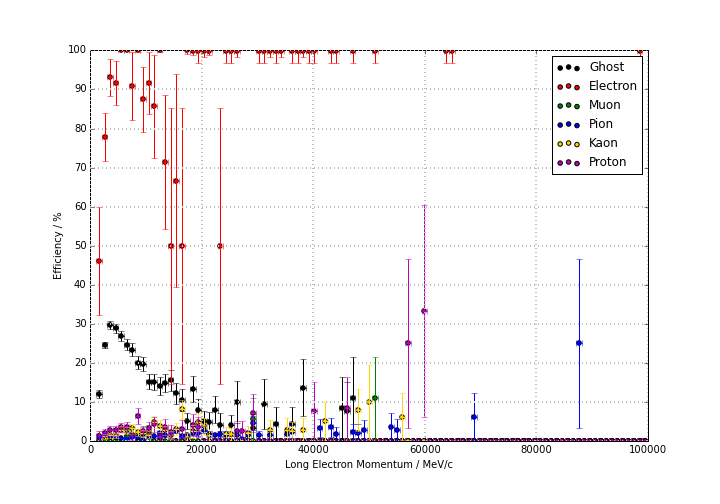 100
90
80
70
60
50
40
30
20
10
0
Efficiency / %
Ghost
Electron
Muon
Pion
Kaon
Proton
0 20000 40000 60000 80000 100000
Long Electron Momentum / MeV/c